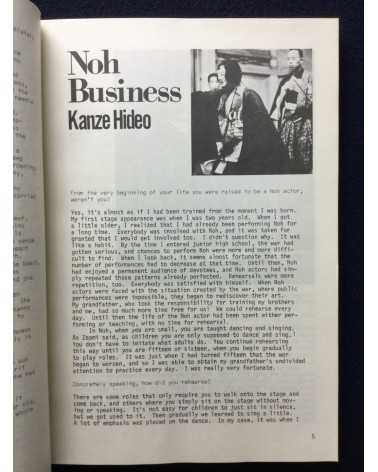 Noh
Business
Kanze Hideo
From the very beginning of your life you were raised to be a Noh actor,
weren't you?
Yes, it's almost as if I had been trained from the moment I was born.
My first stage appearance was when I was two years old. When I got
a little older, I realized that I had already been performing Noh for
a long time. Everybody was involved with Noh, and it was taken for
granted that I would get involved too. I didn't question why. It was
like a habit. By the time I entered junior high school, the war had
gotten serious, and chances to perform Noh were more and more diffi-
cult to find. When I look back, it seems almost fortunate that the
number of performances had to decrease at that time. Until then, Noh
had enjoyed a permanent audience of devotees, and Noh actors had sim-
ply repeated those patterns already perfected. Rehearsals were mere
repetition, too. Everybody was satisfied with himself. When Noh
actors were faced with the situation created by the war, where public
performances were impossible, they began to rediscover their art.
My grandfather, who took the responsibility for training my brothers
and me, had so much more time free for us! We could rehearse every
day. Until then the life of the Noh actor had been spent either per-
forming or teaching, with no time for rehearsal.
In Noh, when you are small, you are taught dancing and singing.
As Zeami said, as children you are only supposed to dance and sing.
You don't have to imitate what adults do. You continue rehearsing
this way until you are fifteen or sixteen, when you begin gradually
to play roles. It was just when I had turned fifteen that the war
began to worsen, and so I was able to obtain my grandfather's undivided
attention to practice every day. I was really very fortunate.
Concretely speaking, how did you rehearse?
There are some roles that only require you to walk onto the stage and
come back, and others where you simply sit on the stage without mov-
ing or speaking. It's not easy for children to just sit in silence,
but we got used to it. Then gradually we learned to sing a little.
A lot of emphasis was placed on the dance. In my case, it was when I
5